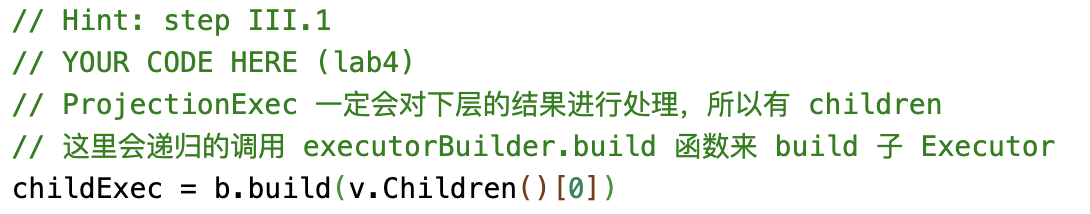 // Hint: step III.1
// YOUR CODE HERE (lab4)
// ProjectionExec 一定会对下层的结果进行处理，所以有 children
// 这里会递归的调用 executorBuilder.build 函数来 build 子 Executor
childExec = b.build(v.Children()[0])